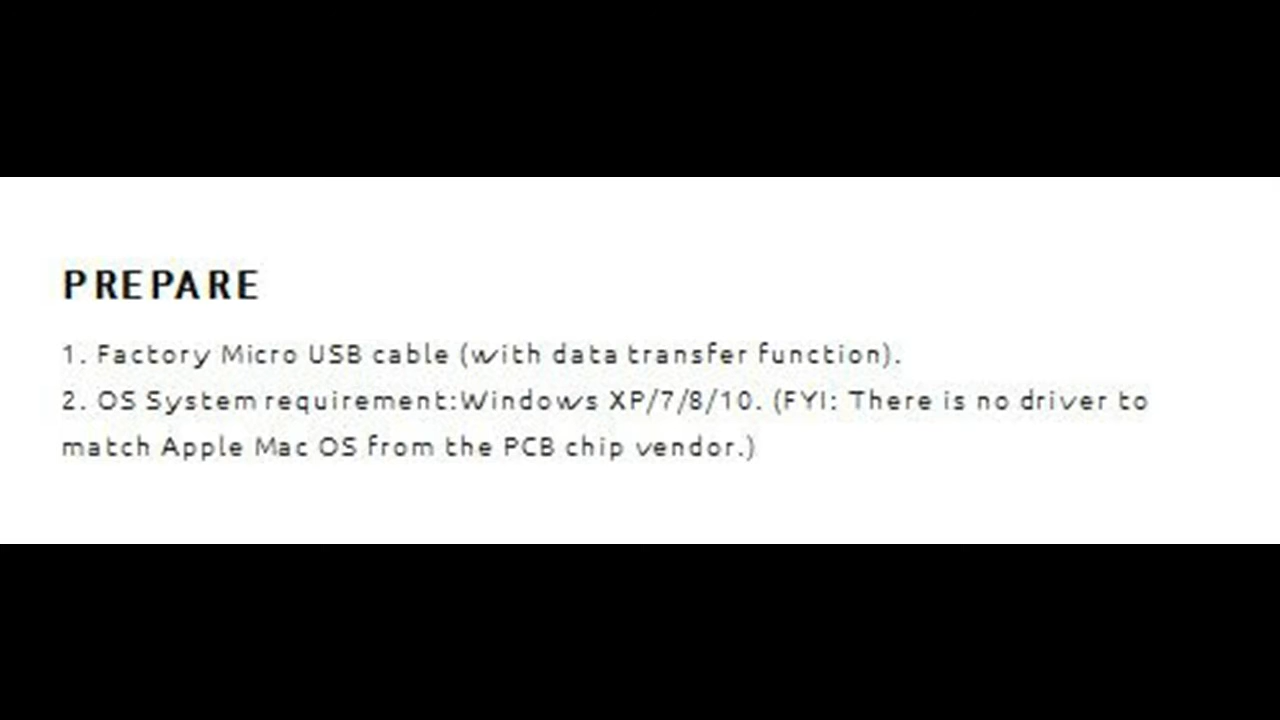 PREPARE
1. Factory Micro USB cable (with data transfer function).
2. OS System requirement:Windows XP/7/8/10. (FYI: There is no driver to
match Apple Mac OS from the PCB chip vendor.)